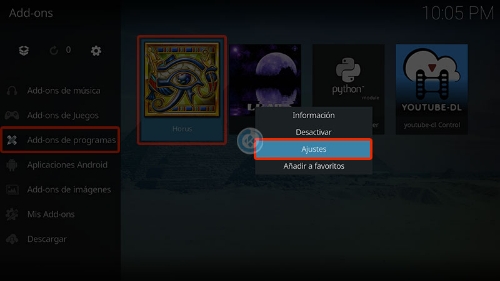 Add-ons
10:05 PM
0
Add-ons de música
Add-ons de Juegos
Add-ons de programas
Aplicaciones Android
Add-ons de imágenes
Mis Add-ons
Descargar
Horus
python
module
YOUTUBE-DL
youtube-dl Control
Información
Desactivar
Ajustes
Añadir a favoritos